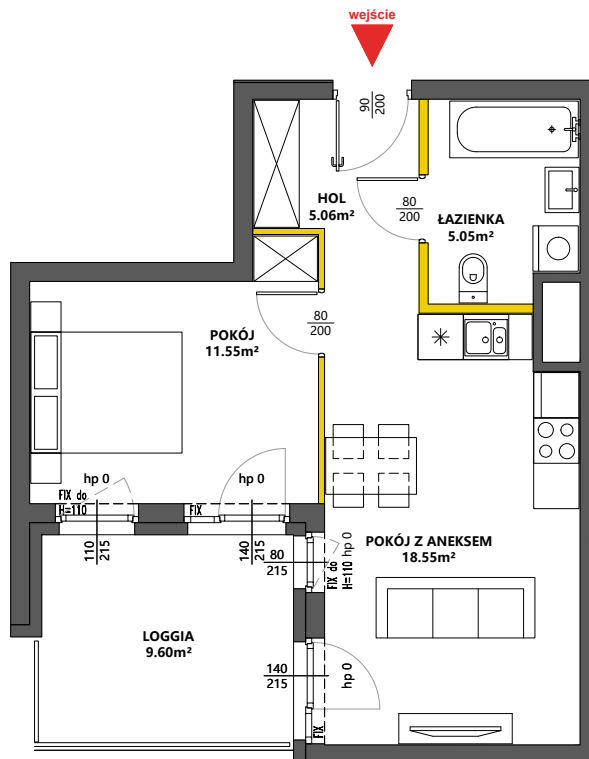 wejście
90
200
HOL
5.06m²
80
200
ŁAZIENKA
5.05m²
POKÓJ
11.55m²
80
200
hp 0
hp 0
FIX do
H=110
FIX
110
215
140
215
80
215
FIX do
H=110
hp 0
POKÓJ Z ANEKSEM
18.55m²
LOGGIA
9.60m²
140
215
hp 0
FIX